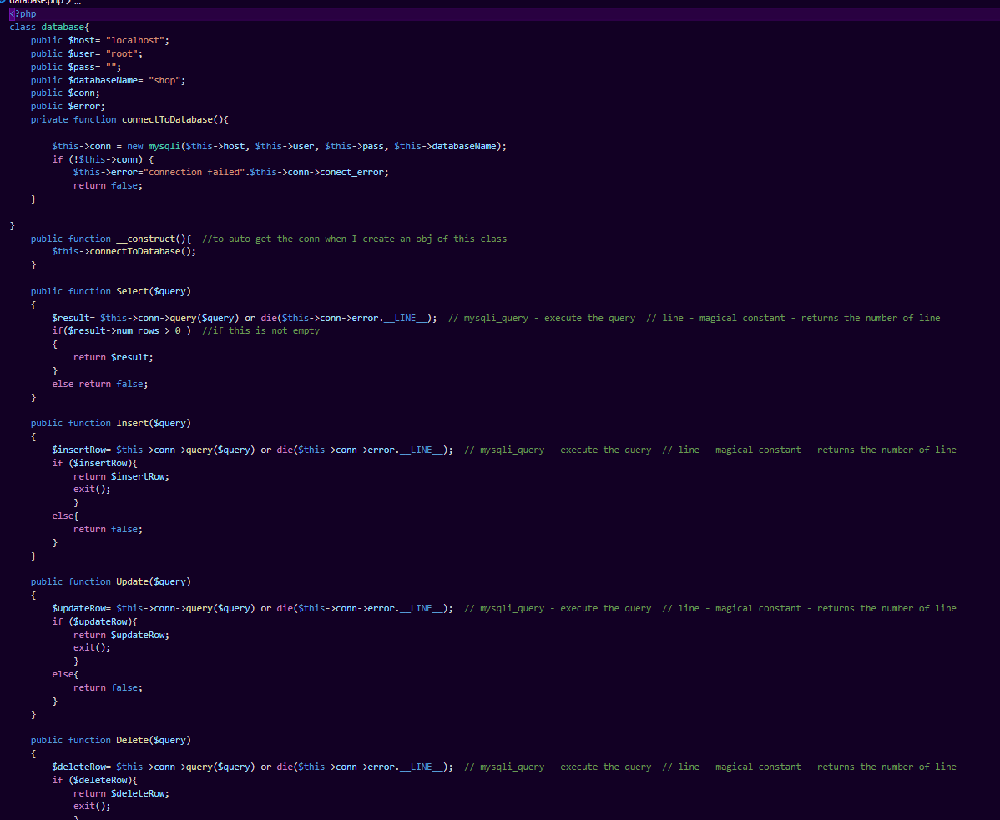 database.php > ...
<?php
class database{
    public $host= "localhost";
    public $user= "root";
    public $pass= "";
    public $databaseName= "shop";
    public $conn;
    public $error;
    private function connectToDatabase(){

        $this->conn = new mysqli($this->host, $this->user, $this->pass, $this->databaseName);
        if (!$this->conn) {
            $this->error="connection failed".$this->conn->conect_error;
            return false;
    }

}
    public function __construct(){  //to auto get the conn when I create an obj of this class
        $this->connectToDatabase();
    }

    public function Select($query)
    {
        $result= $this->conn->query($query) or die($this->conn->error.__LINE__);  // mysqli_query - execute the query  // line - magical constant - returns the number of line
        if($result->num_rows > 0 )  //if this is not empty
        {
            return $result;
        }
        else return false;
    }

    public function Insert($query)
    {
        $insertRow= $this->conn->query($query) or die($this->conn->error.__LINE__);  // mysqli_query - execute the query  // line - magical constant - returns the number of line
        if ($insertRow){
            return $insertRow;
            exit();
            }
        else{
            return false;
        }
    }

    public function Update($query)
    {
        $updateRow= $this->conn->query($query) or die($this->conn->error.__LINE__);  // mysqli_query - execute the query  // line - magical constant - returns the number of line
        if ($updateRow){
            return $updateRow;
            exit();
            }
        else{
            return false;
        }
    }

    public function Delete($query)
    {
        $deleteRow= $this->conn->query($query) or die($this->conn->error.__LINE__);  // mysqli_query - execute the query  // line - magical constant - returns the number of line
        if ($deleteRow){
            return $deleteRow;
            exit();
            }